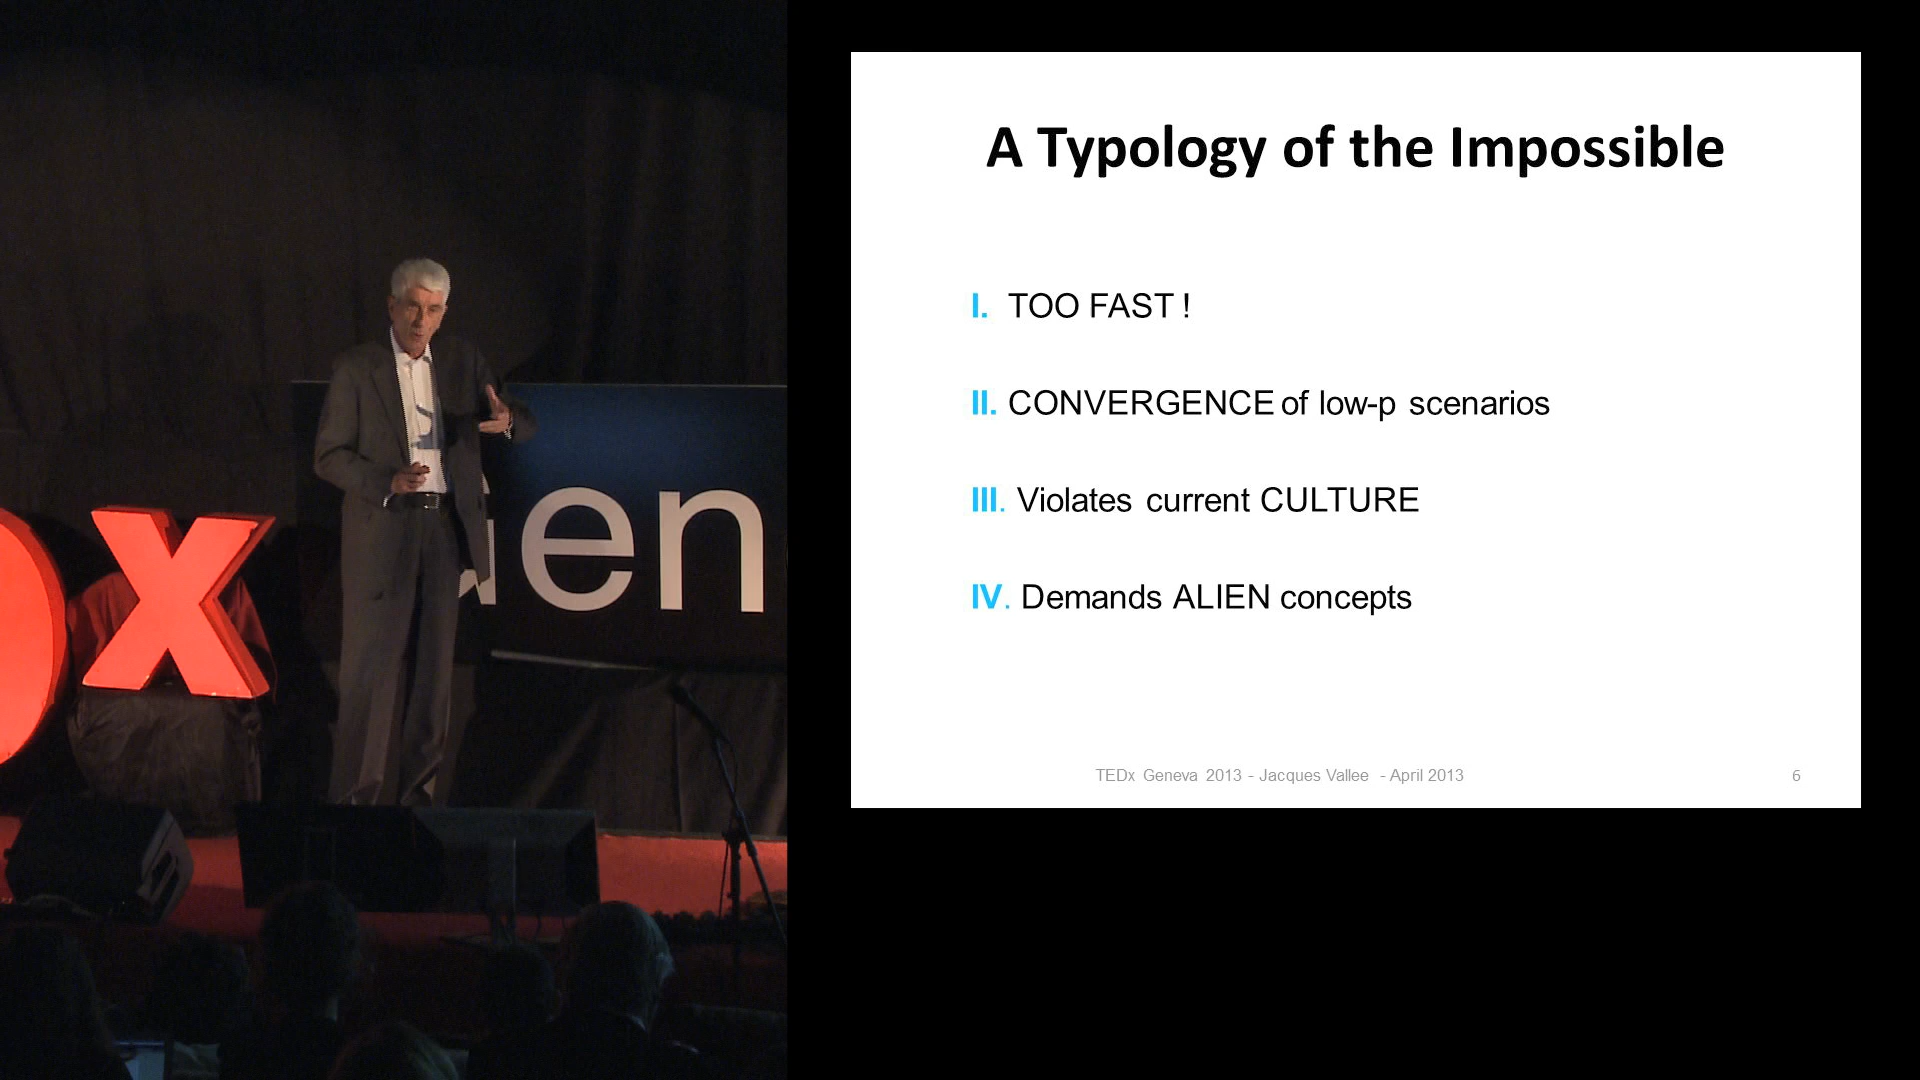 x
en
A Typology of the Impossible
I. TOO FAST !
II. CONVERGENCE of low-p scenarios
III. Violates current CULTURE
IV. Demands ALIEN concepts
TEDx Geneva 2013 - Jacques Vallee - April 2013
6